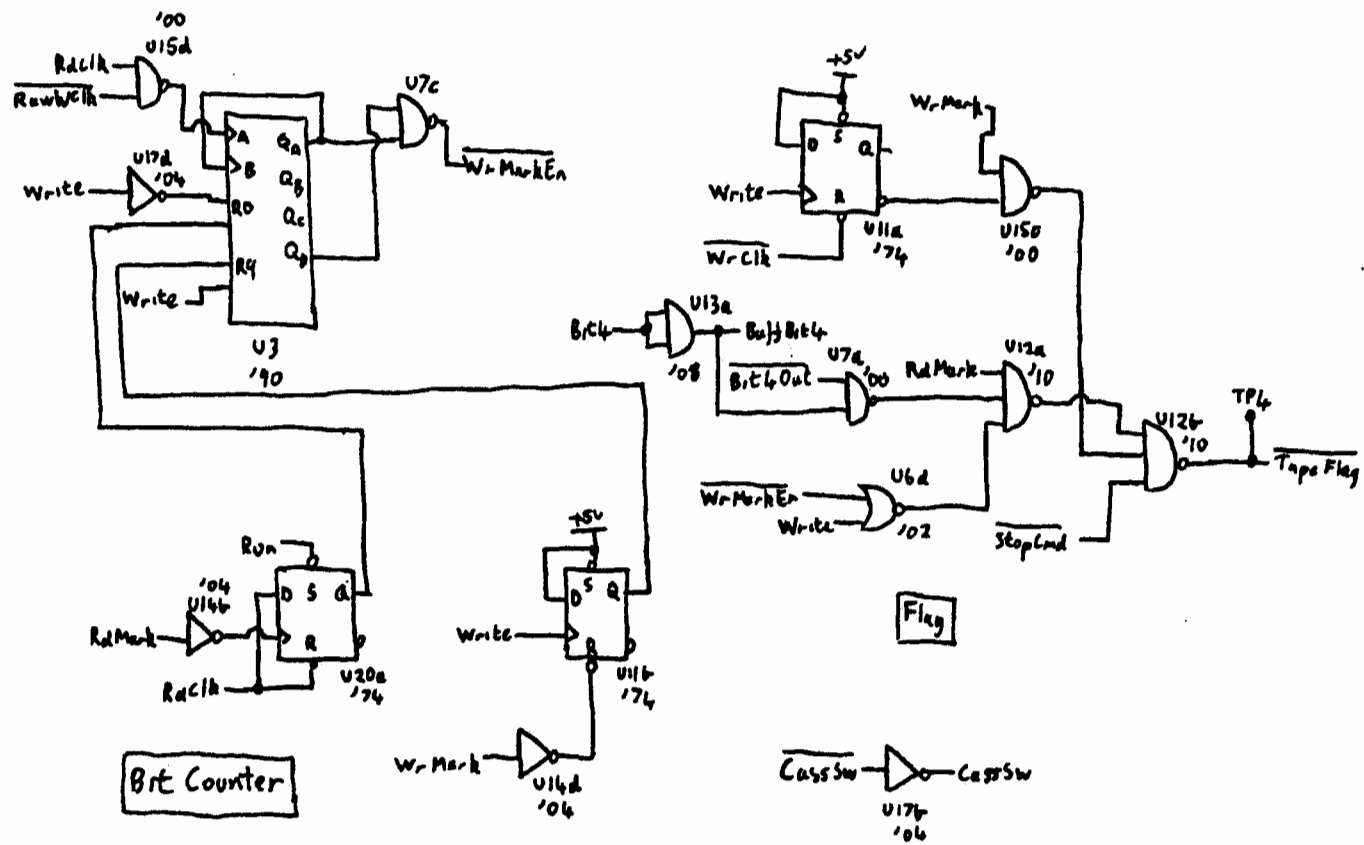 '00
U15d
RdClk
RawWClk
U7c
A
QA
B
QB
QC
QD
R0
R9
WrMarkEn
U17d
'04
Write
Write
U3
'90
+5v
WrMark
D
S
Q
R
Write
WrClk
U11a
'74
'00
Bit4
U13a
'08
BuffBit4
Bit4Out
U7a
'00
RdMark
U12a
'10
U12b
'10
TP4
TapeFlag
WrMarkEn
Write
U6d
'02
StopCmd
Run
'04
U14b
RdMark
D
S
Q
R
RdClk
U20a
'74
+5v
D
S
Q
R
Write
U11b
'74
WrMark
U14d
'04
Flag
Bit Counter
CassSw
CassSw
U17b
'04